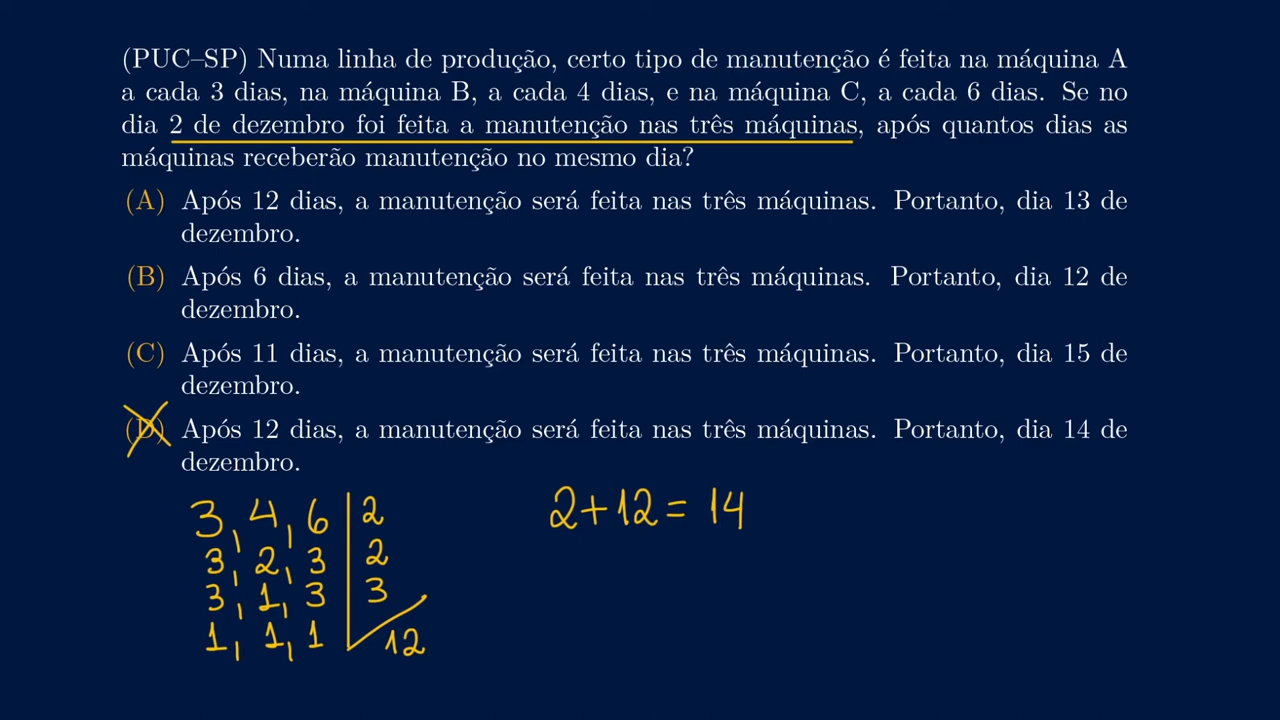 (PUC–SP) Numa linha de produção, certo tipo de manutenção é feita na máquina A
a cada 3 dias, na máquina B, a cada 4 dias, e na máquina C, a cada 6 dias. Se no
dia 2 de dezembro foi feita a manutenção nas três máquinas, após quantos dias as
máquinas receberão manutenção no mesmo dia?
(A) Após 12 dias, a manutenção será feita nas três máquinas. Portanto, dia 13 de
dezembro.
(B) Após 6 dias, a manutenção será feita nas três máquinas. Portanto, dia 12 de
dezembro.
(C) Após 11 dias, a manutenção será feita nas três máquinas. Portanto, dia 15 de
dezembro.
(D) Após 12 dias, a manutenção será feita nas três máquinas. Portanto, dia 14 de
dezembro.
3, 4, 6 | 2
3, 2, 3 | 2
3, 1, 3 | 3
1, 1, 1 | 12
2+12=14